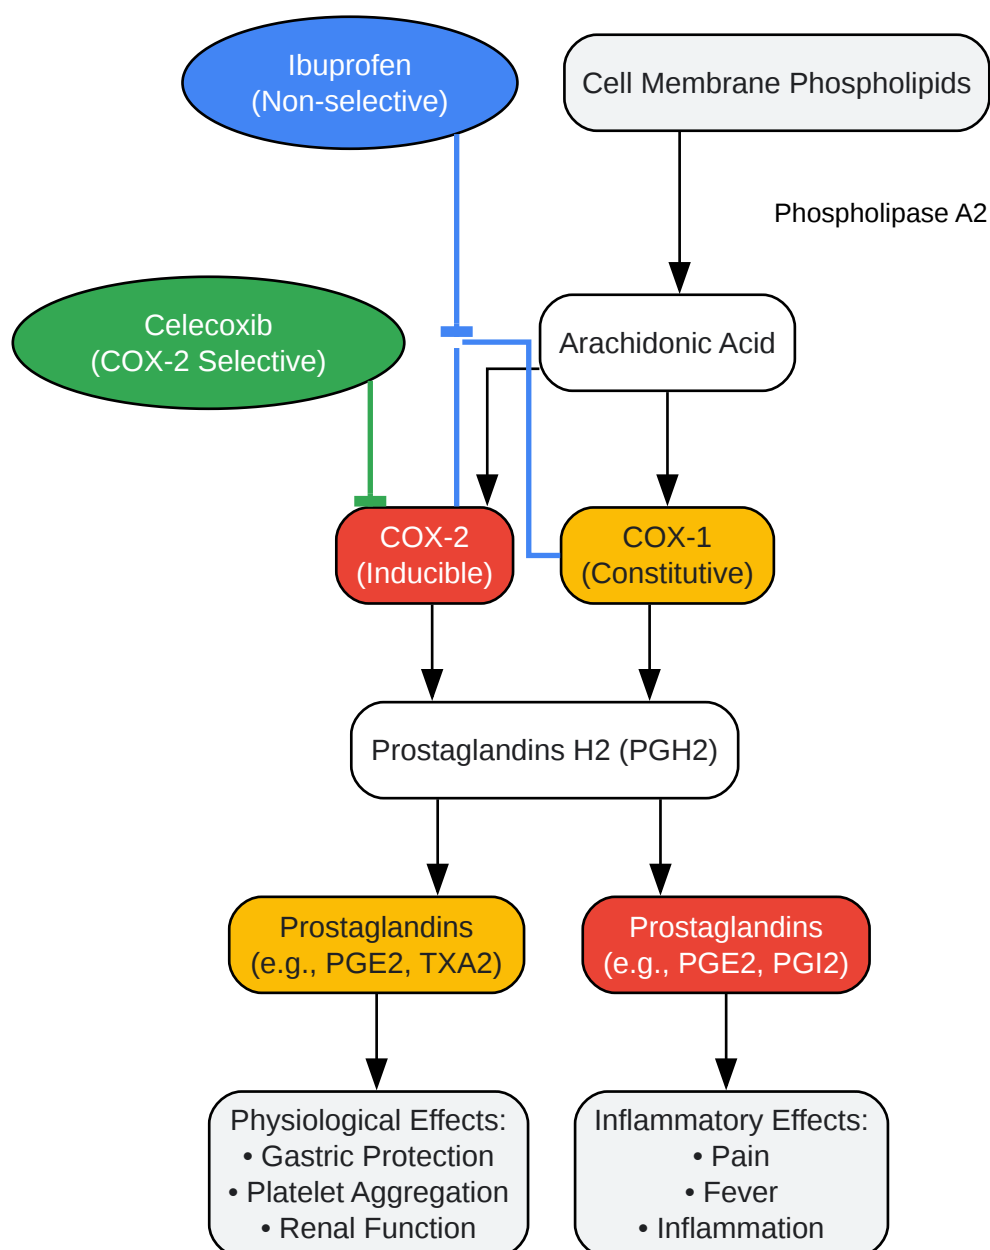 Ibuprofen
(Non-selective)
Cell Membrane Phospholipids
Phospholipase A2
Celecoxib
(COX-2 Selective)
Arachidonic Acid
COX-2
(Inducible)
COX-1
(Constitutive)
Prostaglandins H2 (PGH2)
Prostaglandins
(e.g., PGE2, TXA2)
Prostaglandins
(e.g., PGE2, PGI2)
Physiological Effects:
• Gastric Protection
• Platelet Aggregation
• Renal Function
Inflammatory Effects:
• Pain
• Fever
• Inflammation